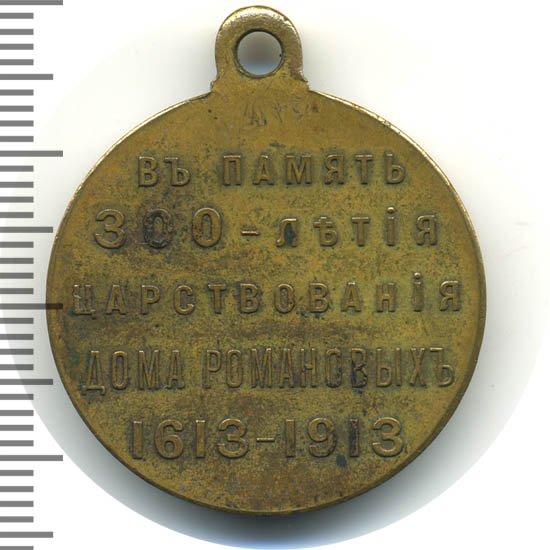 ВЪ ПАМЯТЬ
300-лѣтія
ЦАРСТВОВАНІЯ
ДОМА РОМАНОВЫХЪ
1613-1913